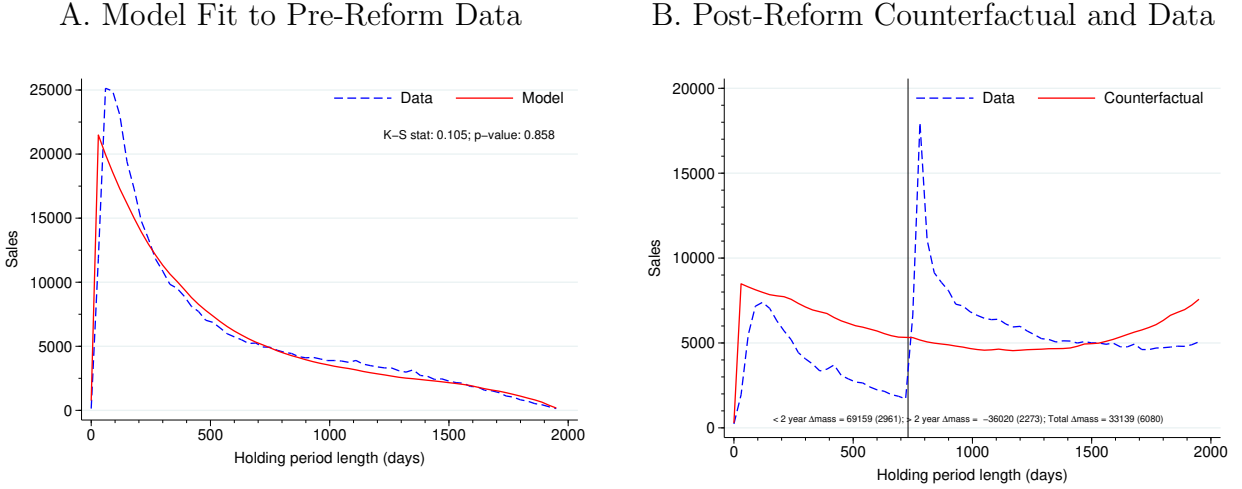 A. Model Fit to Pre-Reform Data
25000
20000
15000
10000
5000
0
Sales
Data
Model
K−S stat: 0.105; p−value: 0.858
0 500 1000 1500 2000
Holding period length (days)
B. Post-Reform Counterfactual and Data
20000
15000
10000
5000
0
Sales
Data
Counterfactual
< 2 year Δmass = 69159 (2961); > 2 year Δmass = −36020 (2273); Total Δmass = 33139 (6080)
0 500 1000 1500 2000
Holding period length (days)